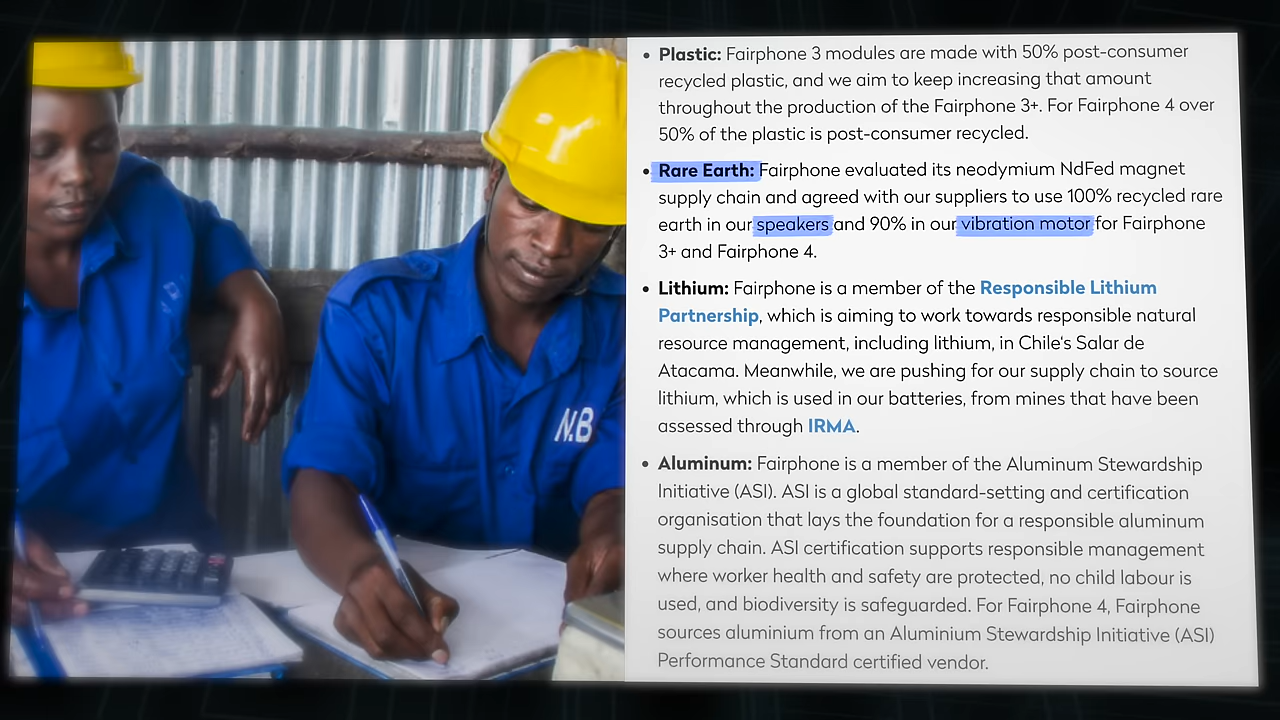 N.B
• Plastic: Fairphone 3 modules are made with 50% post-consumer
recycled plastic, and we aim to keep increasing that amount
throughout the production of the Fairphone 3+. For Fairphone 4 over
50% of the plastic is post-consumer recycled.
• Rare Earth: Fairphone evaluated its neodymium NdFed magnet
supply chain and agreed with our suppliers to use 100% recycled rare
earth in our speakers and 90% in our vibration motor for Fairphone
3+ and Fairphone 4.
• Lithium: Fairphone is a member of the Responsible Lithium
Partnership, which is aiming to work towards responsible natural
resource management, including lithium, in Chile's Salar de
Atacama. Meanwhile, we are pushing for our supply chain to source
lithium, which is used in our batteries, from mines that have been
assessed through IRMA.
• Aluminum: Fairphone is a member of the Aluminum Stewardship
Initiative (ASI). ASI is a global standard-setting and certification
organisation that lays the foundation for a responsible aluminum
supply chain. ASI certification supports responsible management
where worker health and safety are protected, no child labour is
used, and biodiversity is safeguarded. For Fairphone 4, Fairphone
sources aluminium from an Aluminium Stewardship Initiative (ASI)
Performance Standard certified vendor.